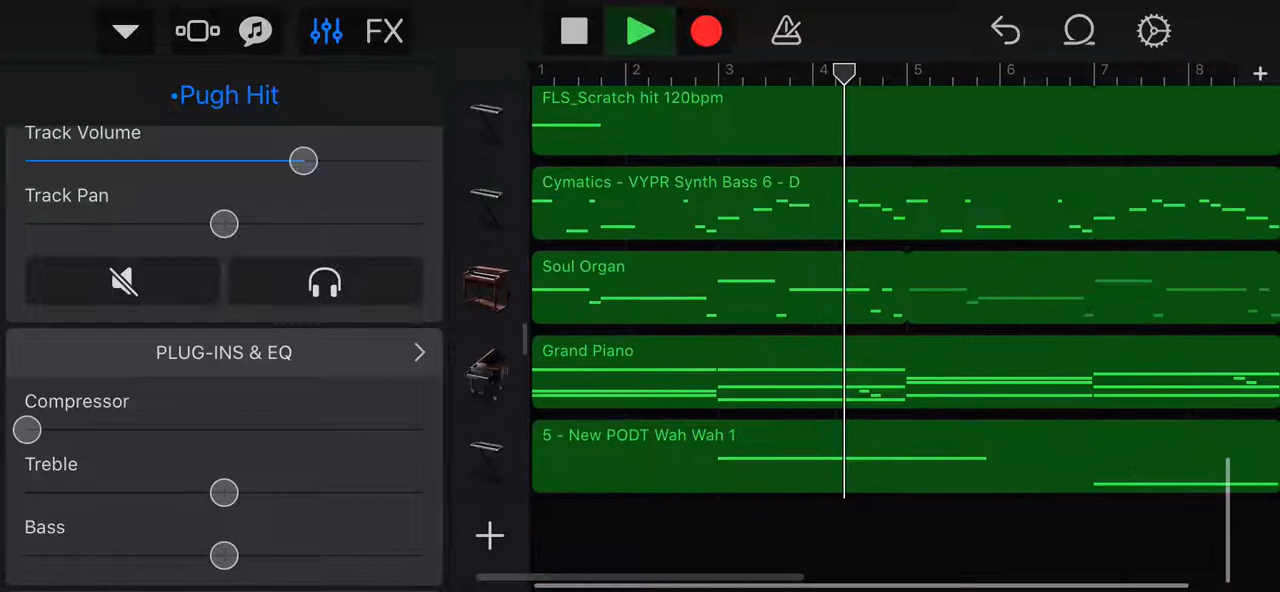 FX
1 2 3 4 5 6 7 8
•Pugh Hit
FLS_Scratch hit 120bpm
Track Volume
Cymatics - VYPR Synth Bass 6 - D
Track Pan
Soul Organ
PLUG-INS & EQ
Grand Piano
Compressor
5 - New PODT Wah Wah 1
Treble
Bass